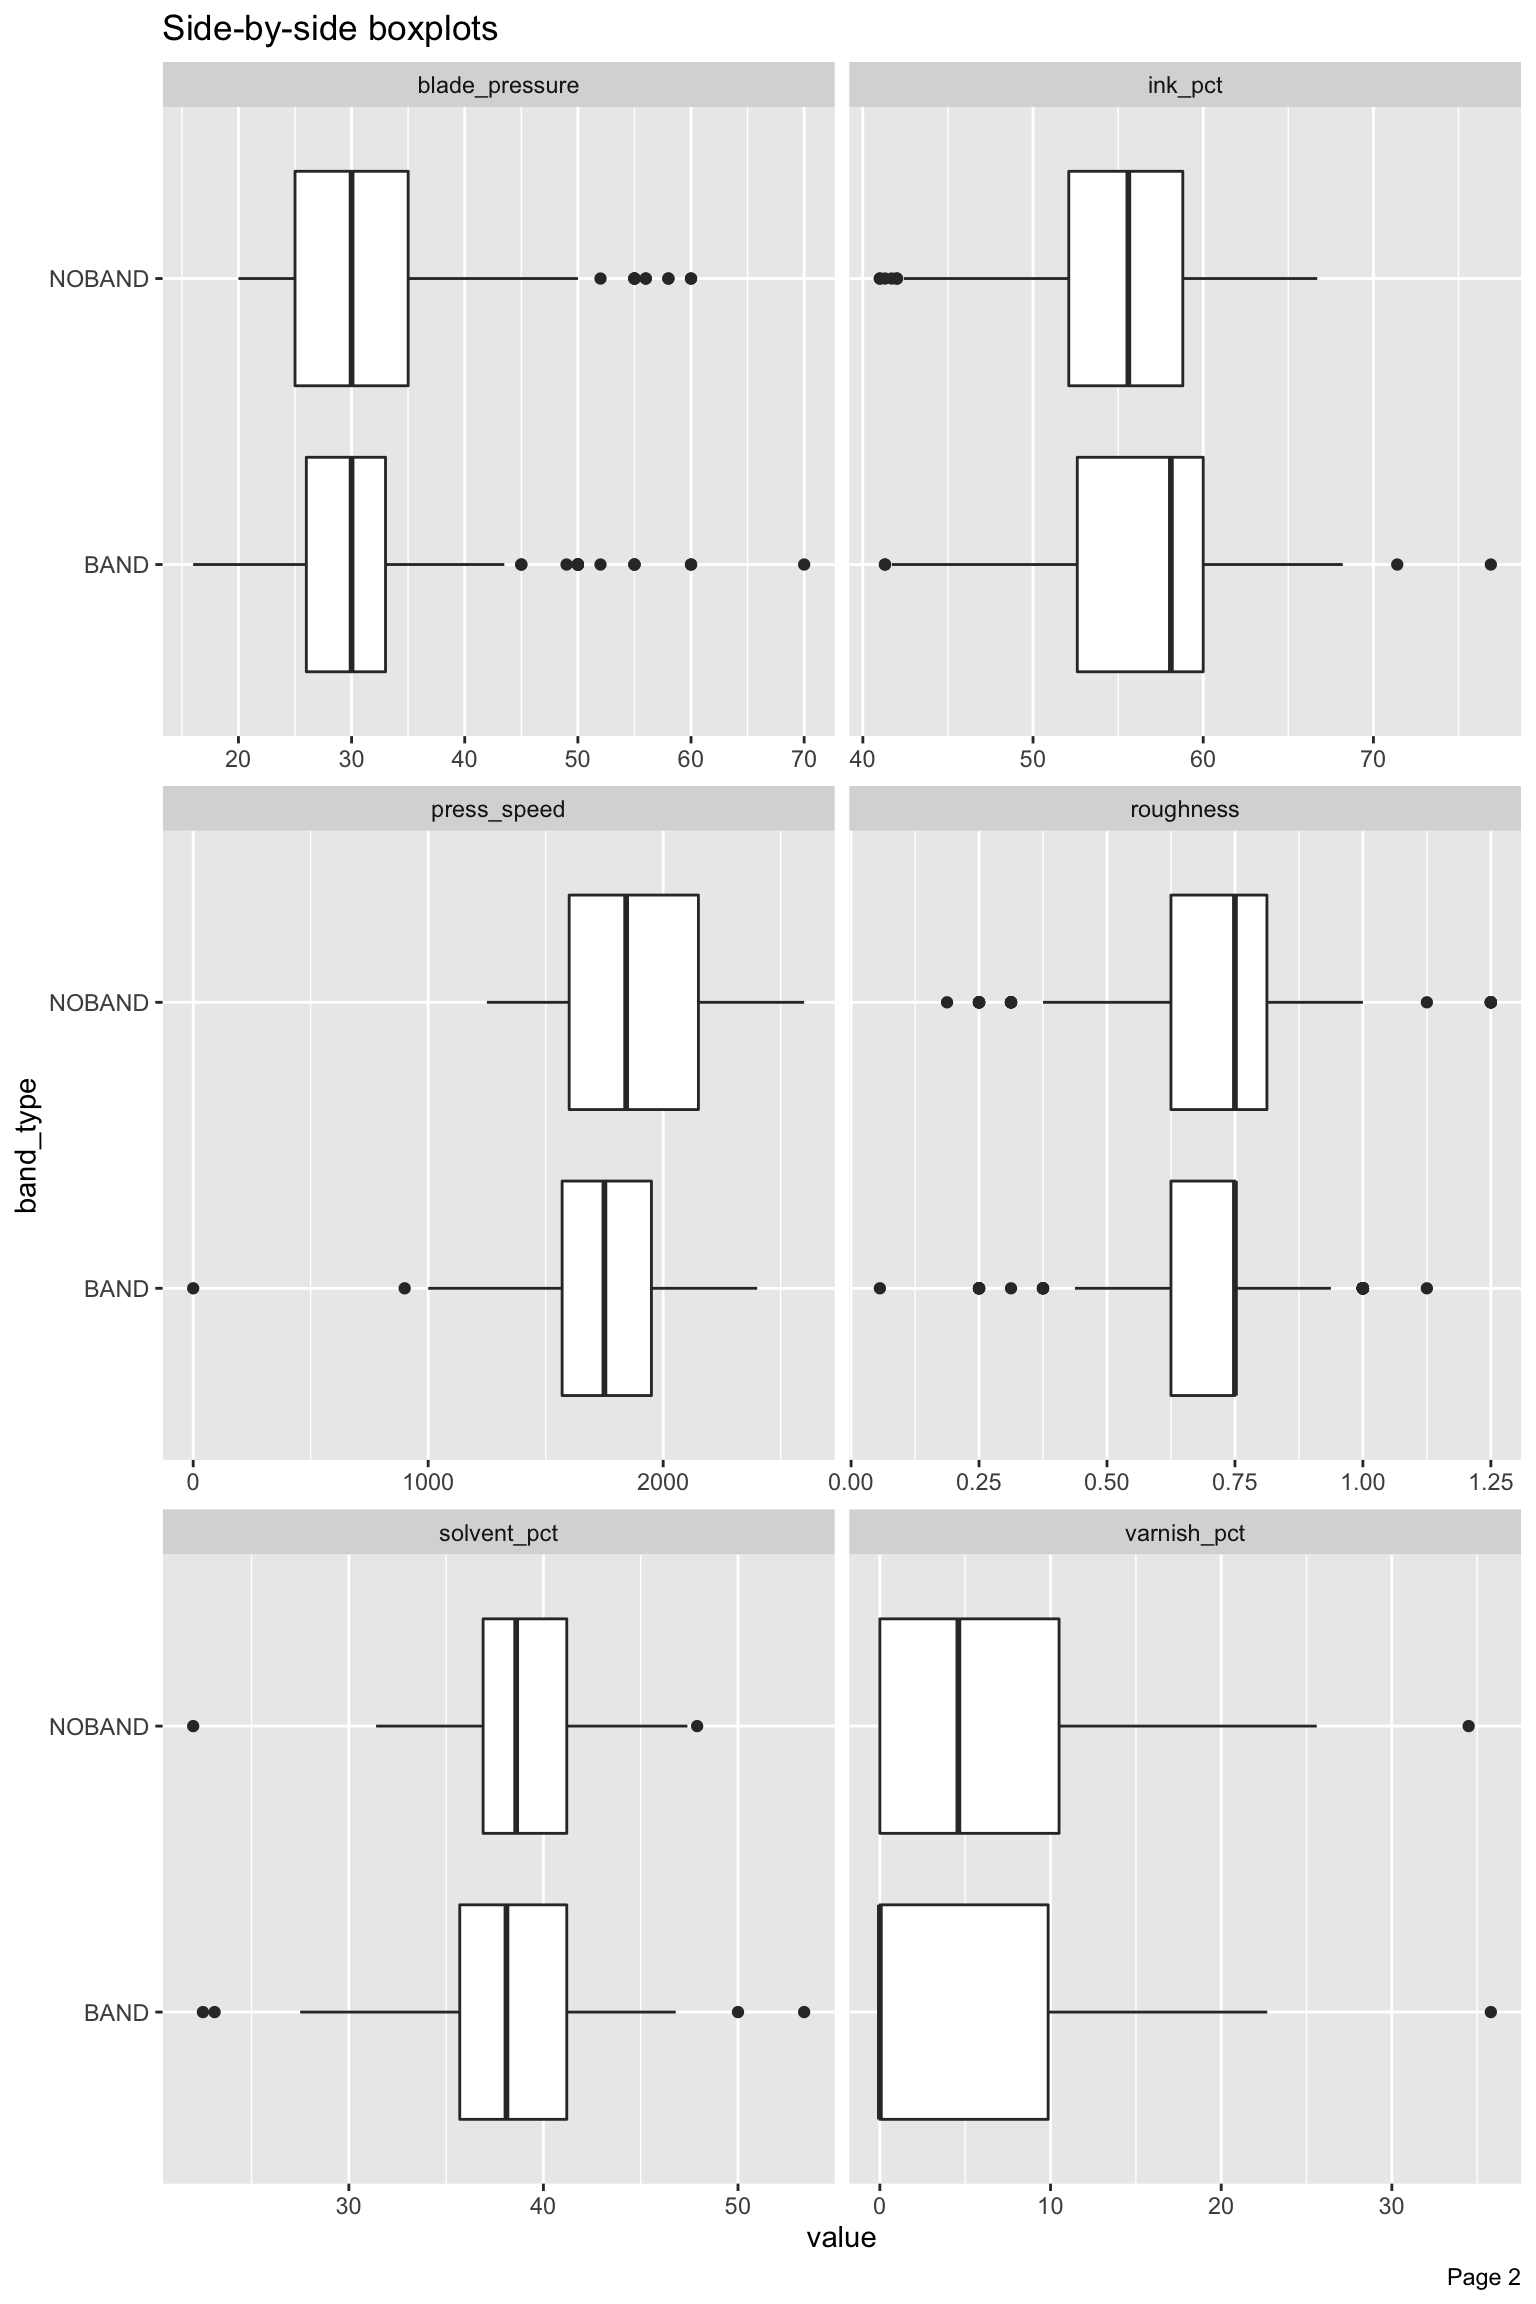 Side-by-side boxplots
blade_pressure
ink_pct
NOBAND
BAND
20 30 40 50 60 70
40 50 60 70
press_speed
roughness
NOBAND
BAND
0 1000 2000
0.00 0.25 0.50 0.75 1.00 1.25
solvent_pct
varnish_pct
NOBAND
BAND
30 40 50
0 10 20 30
band_type
value
Page 2